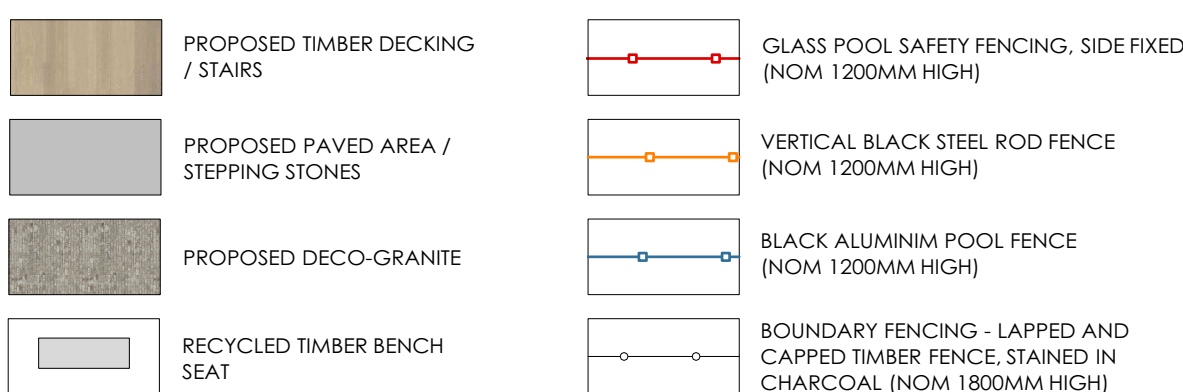 PROPOSED TIMBER DECKING
/ STAIRS
PROPOSED PAVED AREA /
STEPPING STONES
PROPOSED DECO-GRANITE
RECYCLED TIMBER BENCH
SEAT
GLASS POOL SAFETY FENCING, SIDE FIXED
(NOM 1200MM HIGH)
VERTICAL BLACK STEEL ROD FENCE
(NOM 1200MM HIGH)
BLACK ALUMINIM POOL FENCE
(NOM 1200MM HIGH)
BOUNDARY FENCING - LAPPED AND
CAPPED TIMBER FENCE, STAINED IN
CHARCOAL (NOM 1800MM HIGH)